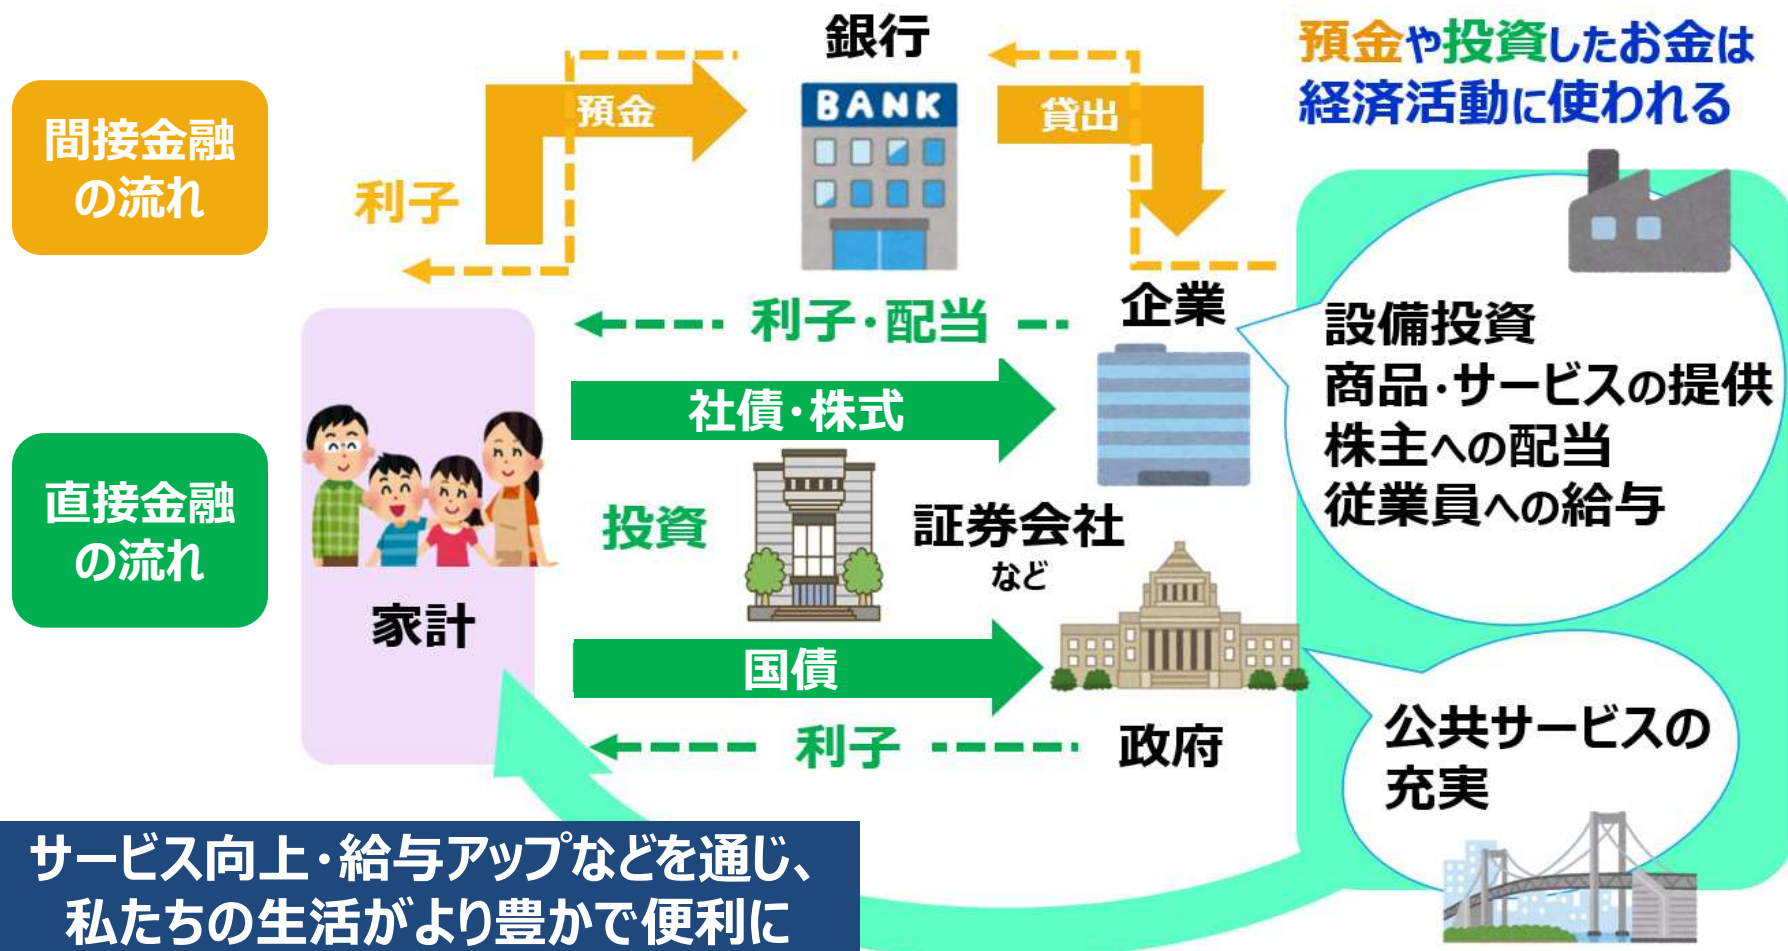 銀行
預金や投資したお金は
経済活動に使われる
間接金融
の流れ
預金
BANK
貸出
利子
企業
利子・配当
設備投資
商品・サービスの提供
株主への配当
従業員への給与
社債・株式
直接金融
の流れ
投資
証券会社
など
家計
国債
利子
政府
公共サービスの
充実
サービス向上・給与アップなどを通じ、
私たちの生活がより豊かで便利に